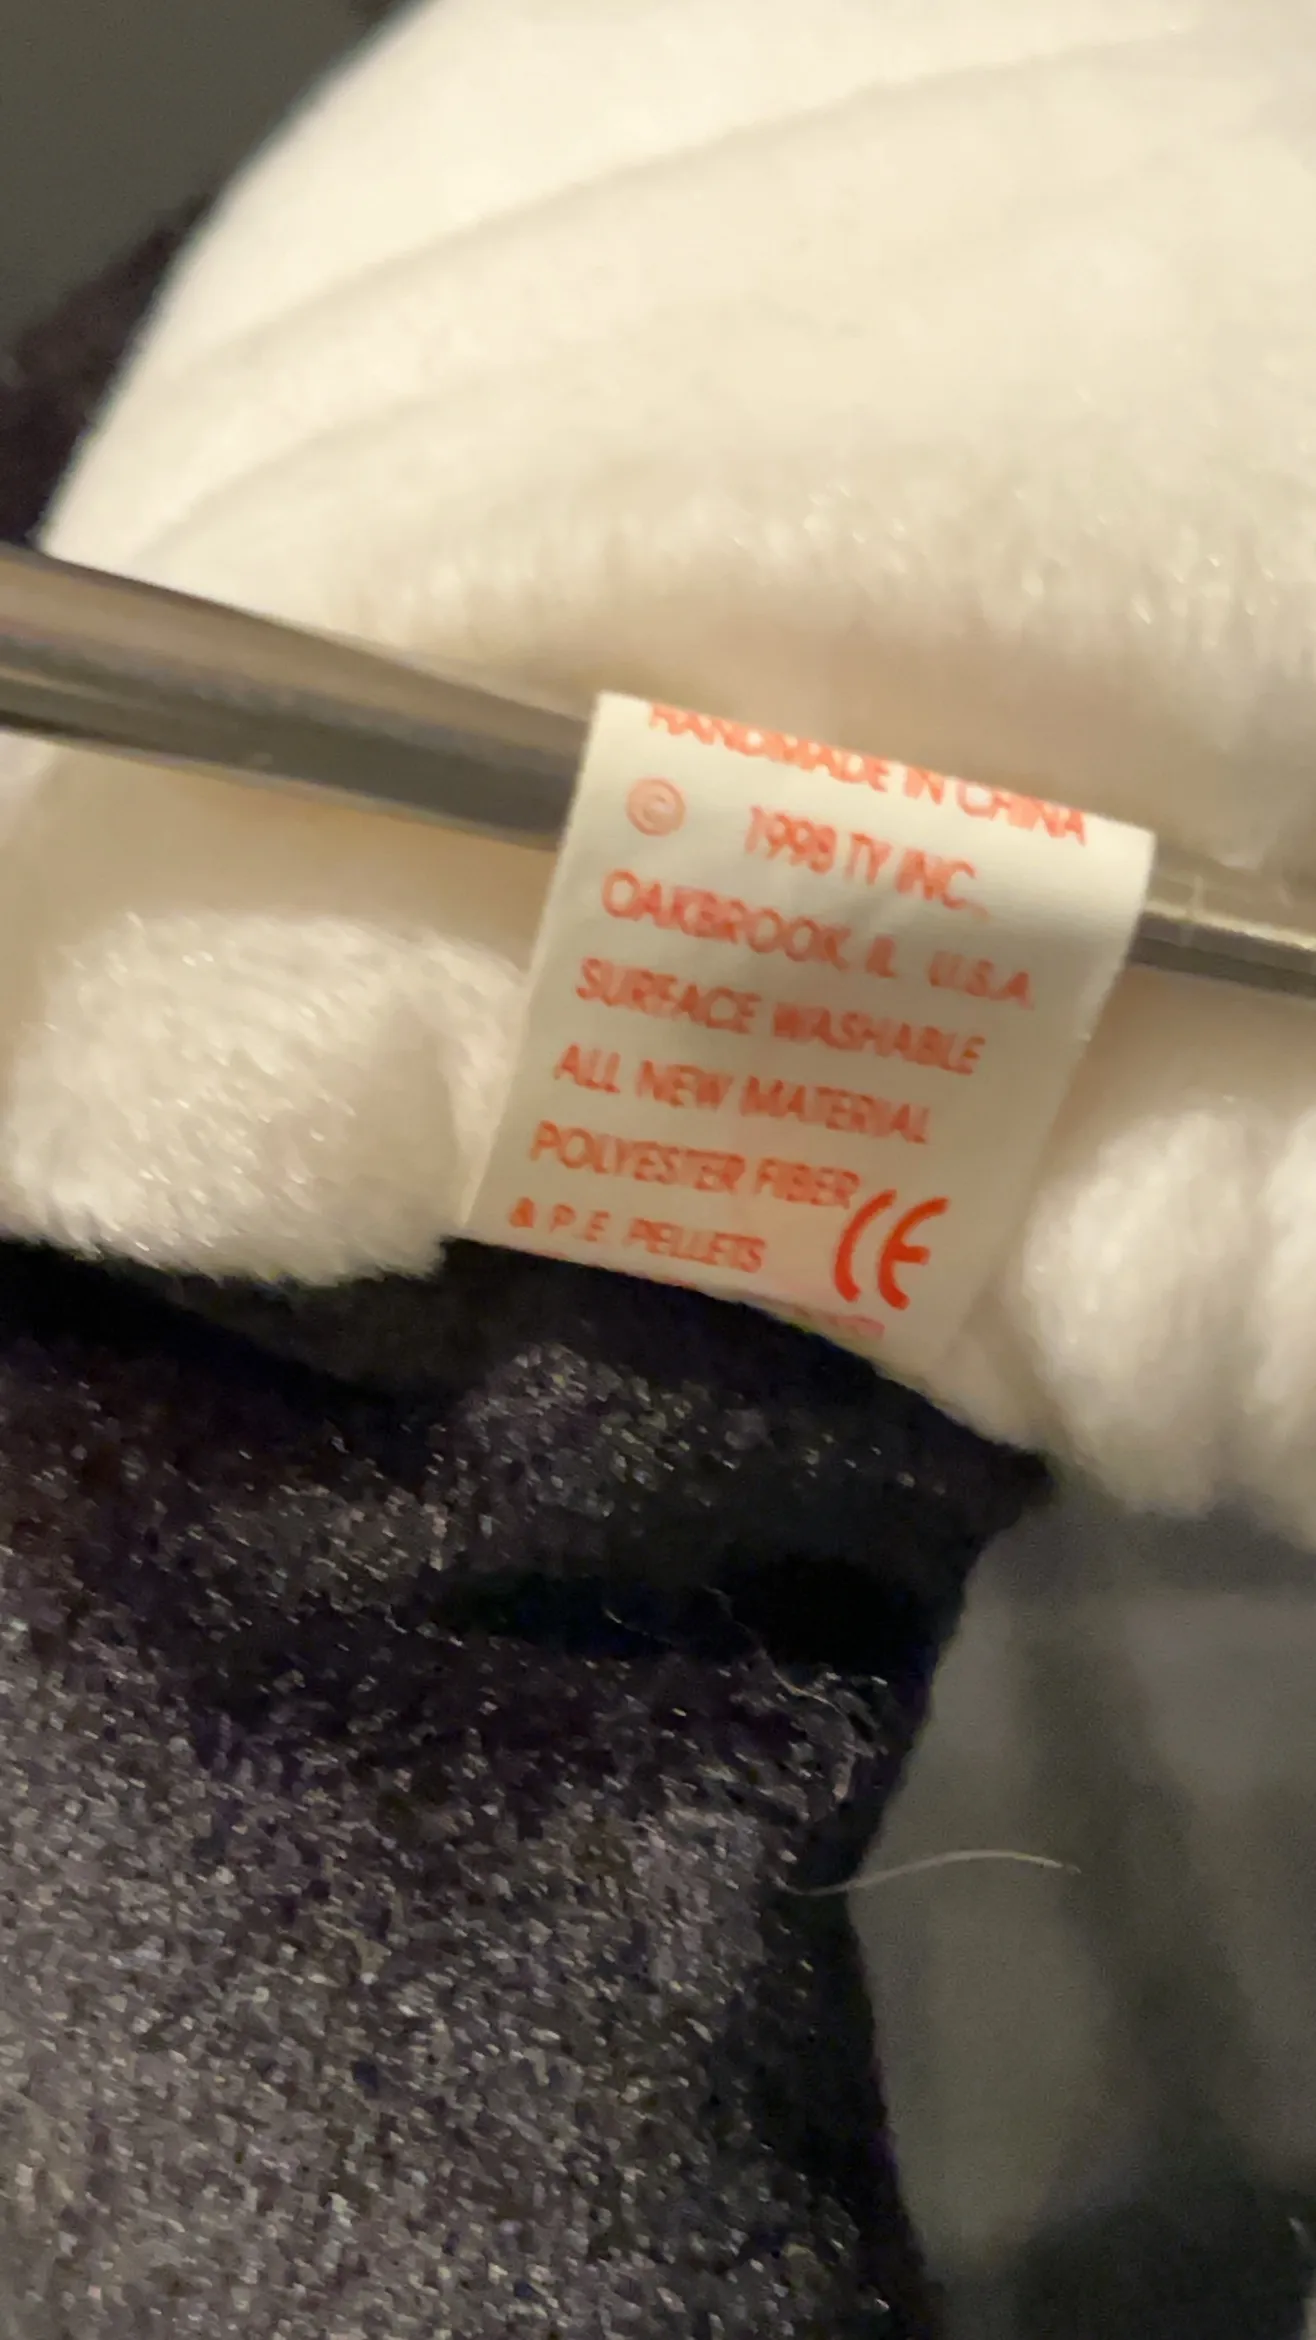 HANDMADE IN CHINA
© 1998 TY INC.,
OAKBROOK, IL U.S.A.
SURFACE WASHABLE
ALL NEW MATERIAL
POLYESTER FIBER
& P.E. PELLETS CE